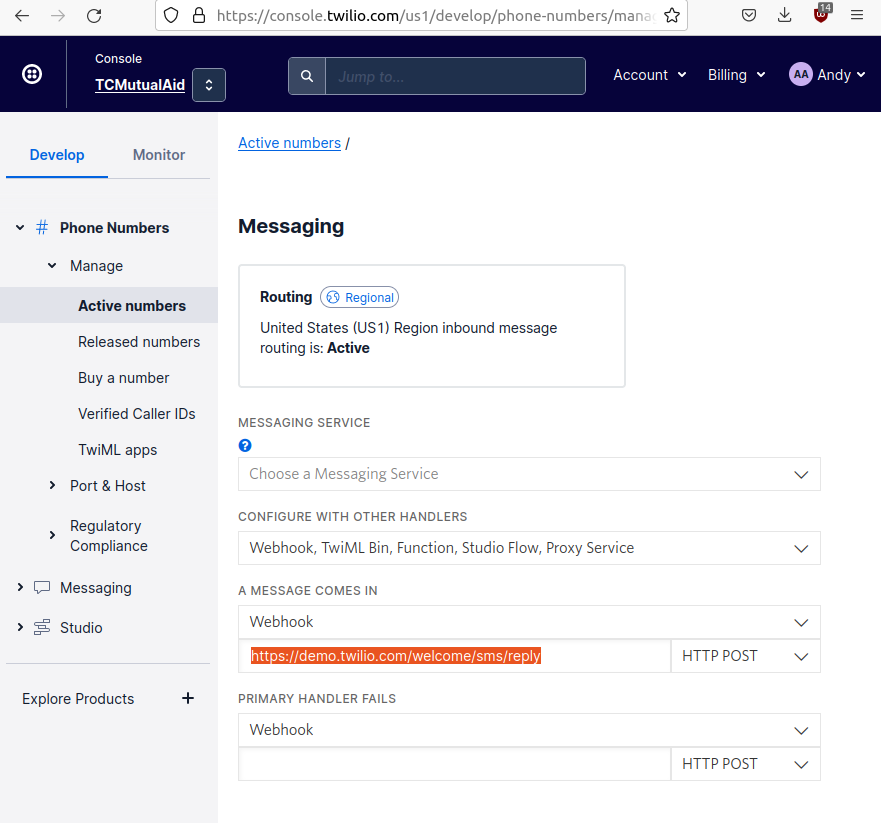 https://console.twilio.com/us1/develop/phone-numbers/mana
14
Console
TCMutualAid
Jump to...
Account
Billing
AA
Andy
Develop
Monitor
Phone Numbers
Manage
Active numbers
Released numbers
Buy a number
Verified Caller IDs
TwiML apps
Port & Host
Regulatory
Compliance
Messaging
Studio
Explore Products
+
Active numbers /
Messaging
Routing Regional
United States (US1) Region inbound message
routing is: Active
MESSAGING SERVICE
?
Choose a Messaging Service
CONFIGURE WITH OTHER HANDLERS
Webhook, TwiML Bin, Function, Studio Flow, Proxy Service
A MESSAGE COMES IN
Webhook
https://demo.twilio.com/welcome/sms/reply
HTTP POST
PRIMARY HANDLER FAILS
Webhook
HTTP POST